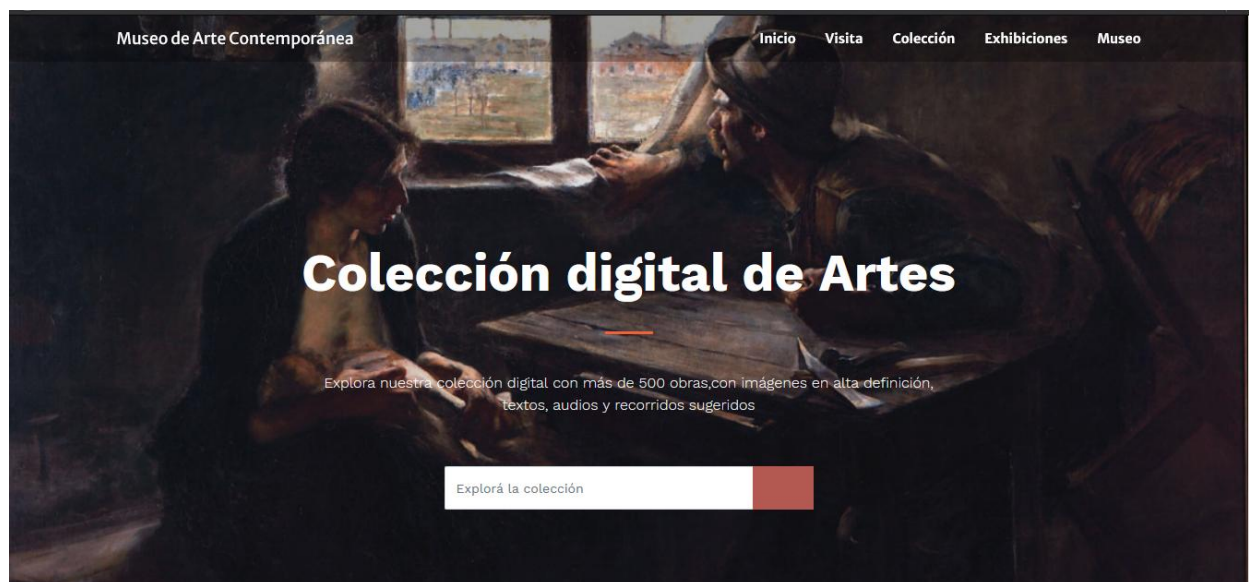 Museo de Arte Contemporánea
Inicio Visita Colección Exhibiciones Museo
Colección digital de Artes
Explora nuestra colección digital con más de 500 obras,con imágenes en alta definición,
textos, audios y recorridos sugeridos
Explorá la colección